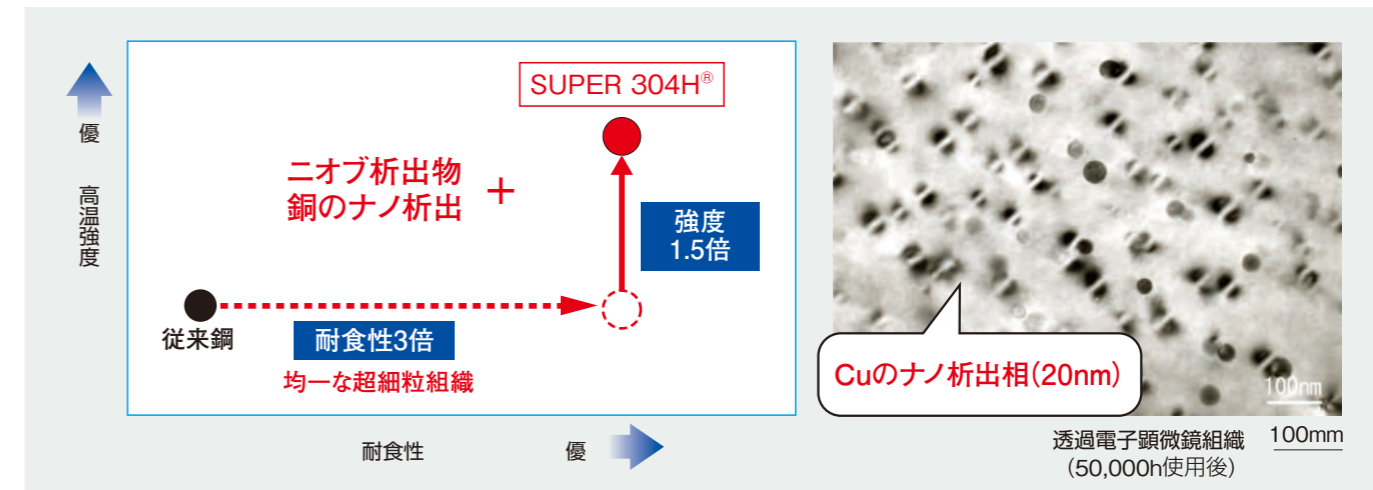 優
高温強度
SUPER 304H®
ニオブ析出物
銅のナノ析出
+
強度
1.5倍
従来鋼
耐食性3倍
均一な超細粒組織
耐食性
優
Cuのナノ析出相(20nm)
100nm
透過電子顕微鏡組織
(50,000h使用後)
100mm